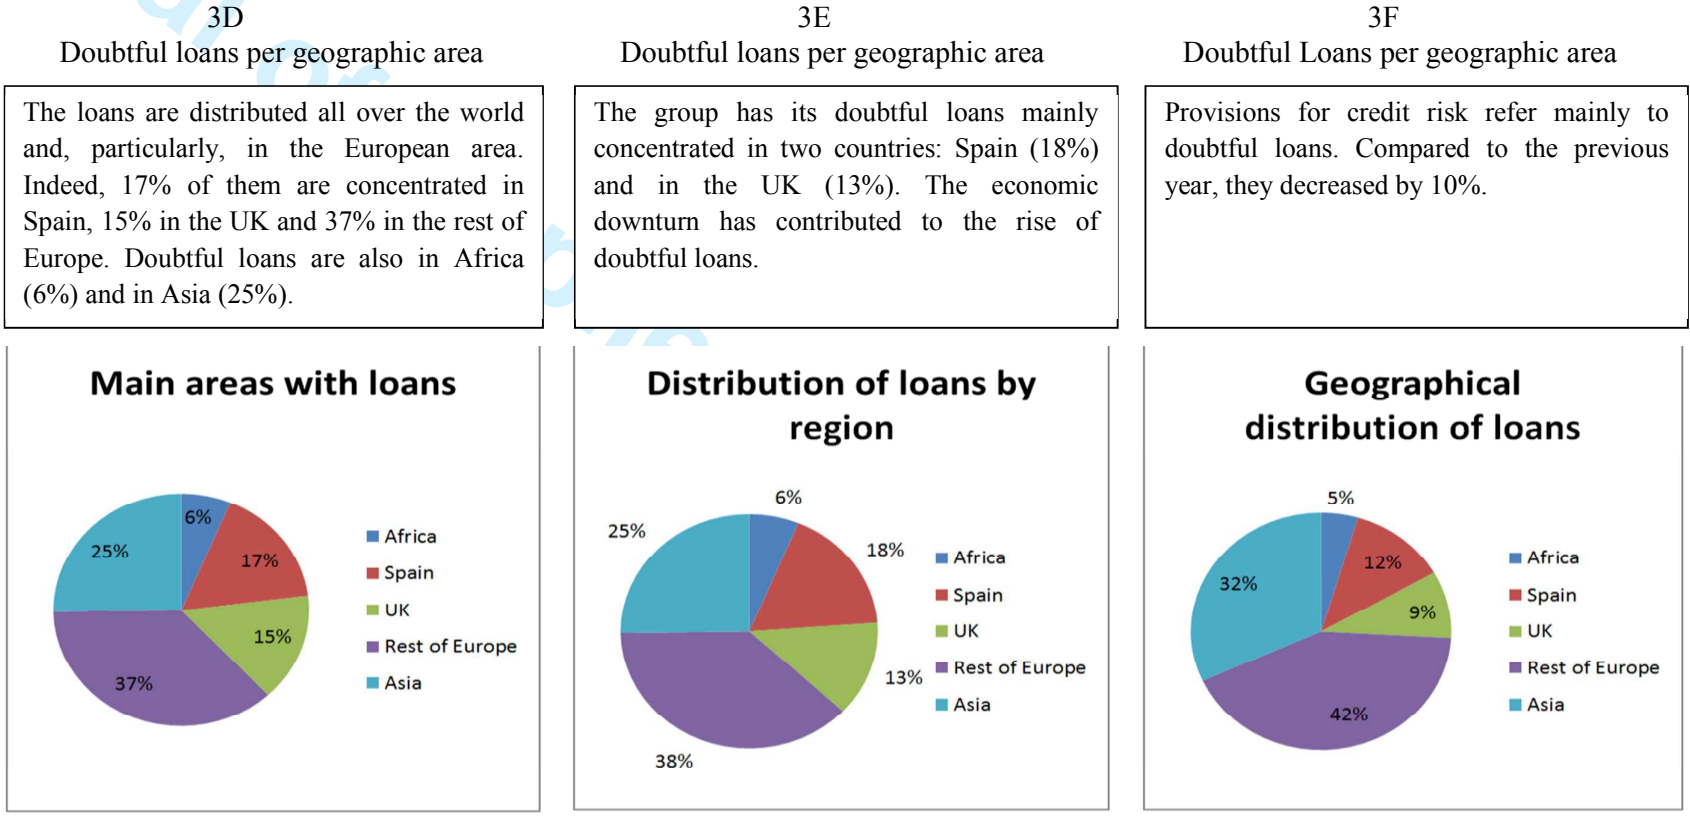 3D
Doubtful loans per geographic area
The loans are distributed all over the world
and, particularly, in the European area.
Indeed, 17% of them are concentrated in
Spain, 15% in the UK and 37% in the rest of
Europe. Doubtful loans are also in Africa
(6%) and in Asia (25%).
Main areas with loans
6%
17%
15%
37%
25%
Africa
Spain
UK
Rest of Europe
Asia
3E
Doubtful loans per geographic area
The group has its doubtful loans mainly
concentrated in two countries: Spain (18%)
and in the UK (13%). The economic
downturn has contributed to the rise of
doubtful loans.
Distribution of loans by
region
6%
18%
13%
38%
25%
Africa
Spain
UK
Rest of Europe
Asia
3F
Doubtful Loans per geographic area
Provisions for credit risk refer mainly to
doubtful loans. Compared to the previous
year, they decreased by 10%.
Geographical
distribution of loans
5%
12%
9%
42%
32%
Africa
Spain
UK
Rest of Europe
Asia